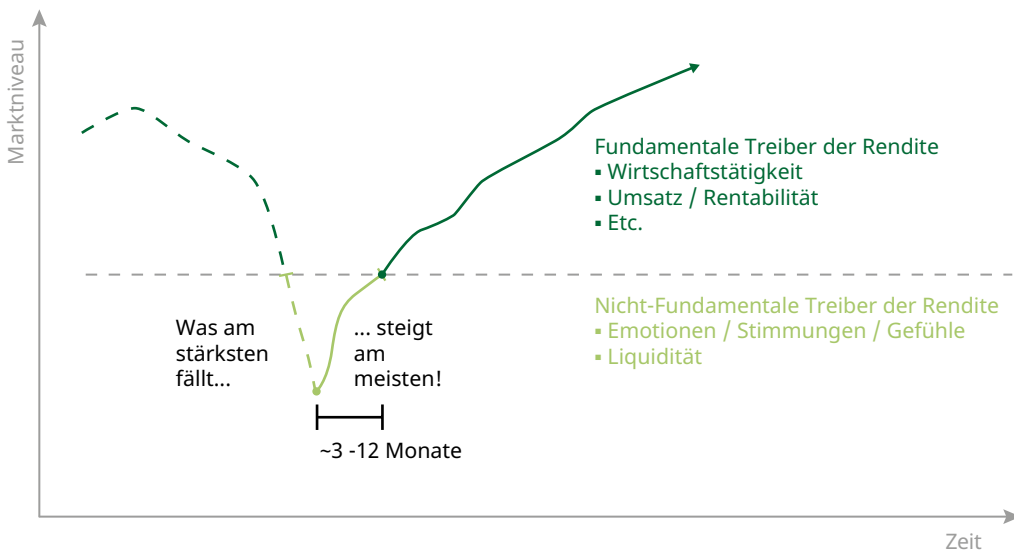 Marktniveau
Fundamentale Treiber der Rendite
▪ Wirtschaftstätigkeit
▪ Umsatz / Rentabilität
▪ Etc.
Nicht-Fundamentale Treiber der Rendite
▪ Emotionen / Stimmungen / Gefühle
▪ Liquidität
Was am
stärksten
fällt...
... steigt
am
meisten!
~3 -12 Monate
Zeit